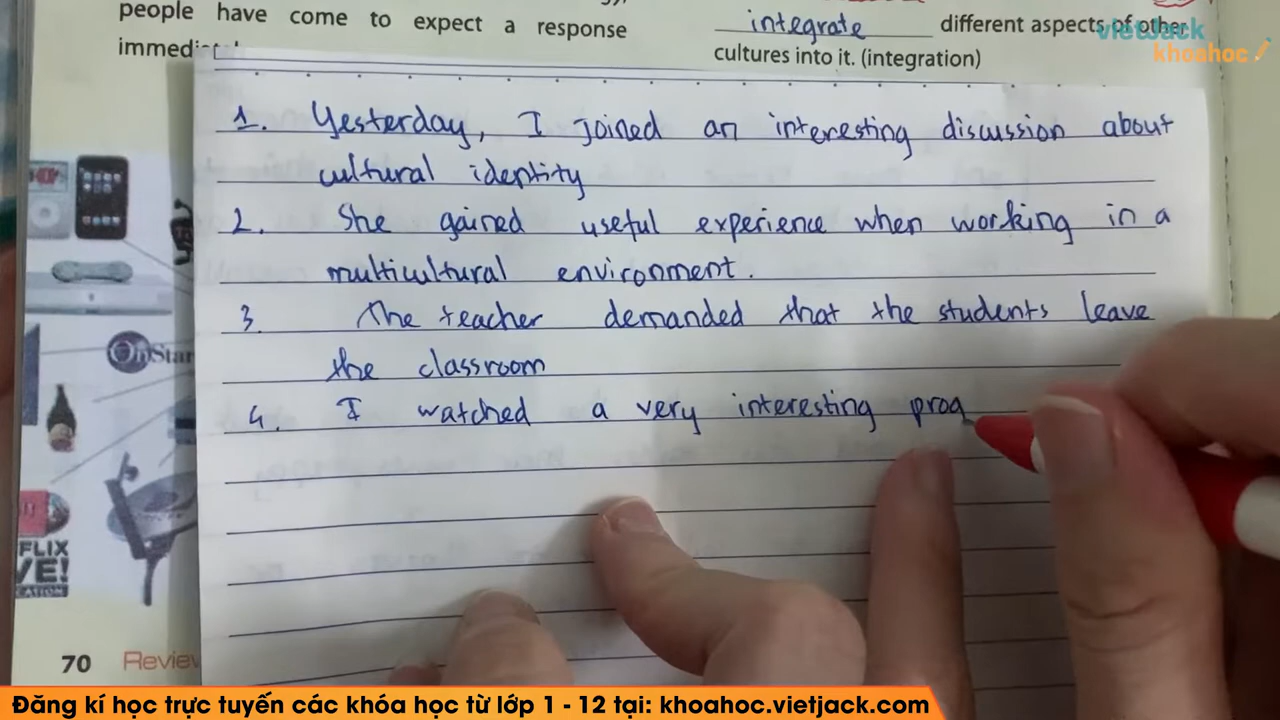 people have come to expect a response
integrate different aspects of other
cultures into it. (integration)
vietjack
khoahoc
1. Yesterday, I joined an interesting discussion about
cultural identity
2. She gained useful experience when working in a
multicultural environment.
3. The teacher demanded that the students leave
the classroom
4. I watched a very interesting prog
OnStar
70 Review
Đăng kí học trực tuyến các khóa học từ lớp 1 - 12 tại: khoahoc.vietjack.com